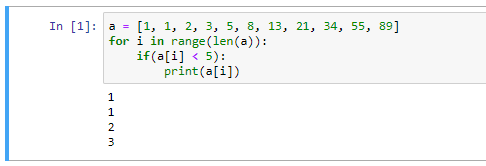 In [1]: a = [1, 1, 2, 3, 5, 8, 13, 21, 34, 55, 89]
for i in range(len(a)):
    if(a[i] < 5):
        print(a[i])
1
1
2
3